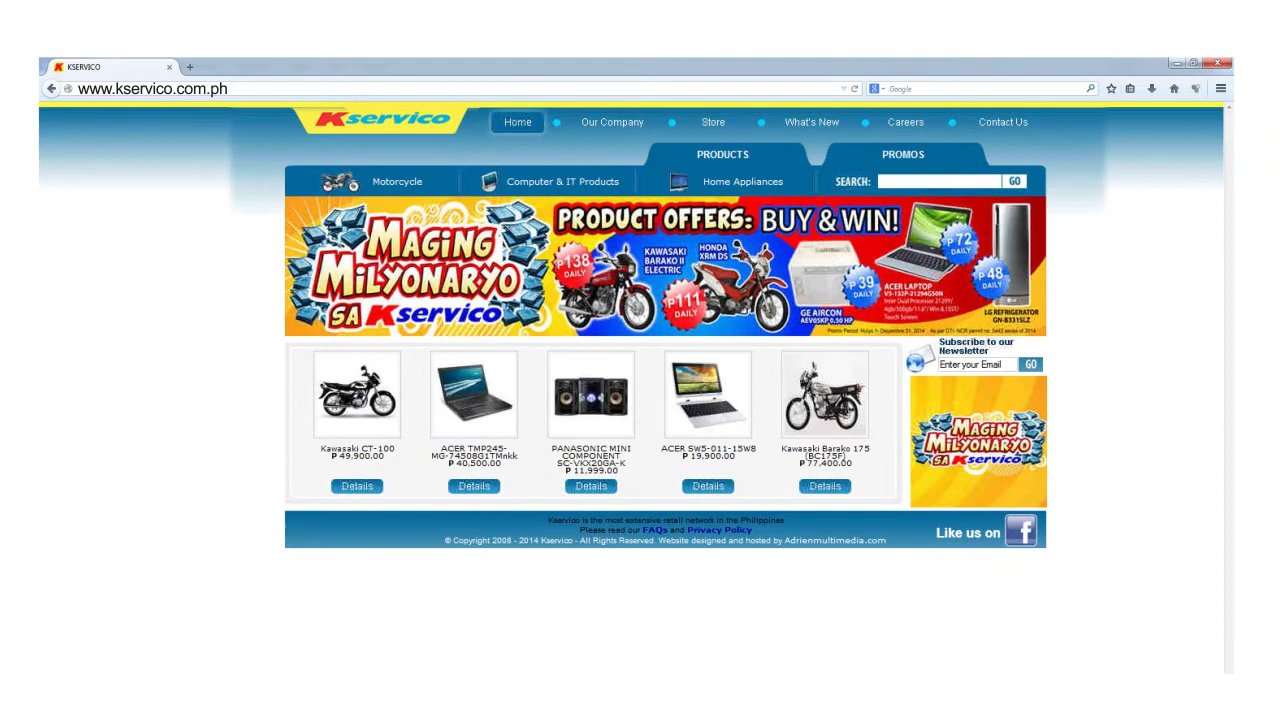 KSERVICO
www.kservico.com.ph
Google
Kservico
Home
Our Company
Store
What's New
Careers
Contact Us
PRODUCTS
PROMOS
Motorcycle
Computer & IT Products
Home Appliances
SEARCH:
GO
MAGING
MILYONARYO
SA Kservico
PRODUCT OFFERS: BUY & WIN!
P138
DAILY
KAWASAKI
BARAKO II
ELECTRIC
HONDA
XRM DS
P111
DAILY
P39
DAILY
GE AIRCON
AEV05KP 0.50 HP
P72
DAILY
ACER LAPTOP
Touch Screen
P48
DAILY
LG REFRIGERATOR
GN-B331SLZ
Subscribe to our
Newsletter
Enter your Email
GO
Kawasaki CT-100
P 49,900.00
Details
ACER TMP245-
MG-74508G1TMnkk
P 40,500.00
Details
PANASONIC MINI
COMPONENT
SC-VKX20GA-K
P 11,999.00
Details
ACER SW5-011-15W8
P 19,900.00
Details
Kawasaki Barako 175
(BC175F)
P 77,400.00
Details
MAGING
MILYONARYO
SA Kservico
Kservico is the most extensive retail network in the Philippines
Please read our FAQs and Privacy Policy
© Copyright 2008 - 2014 Kservico - All Rights Reserved. Website designed and hosted by Adrienmultimedia.com
Like us on